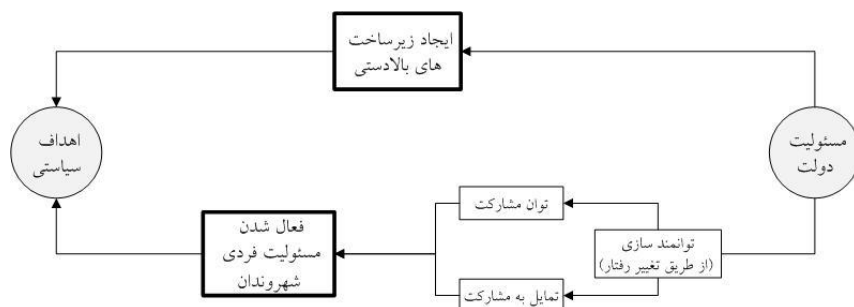 ایجاد زیرساخت
های بالادستی
مسئولیت
دولت
اهداف
سیاستی
توان مشارکت
توانمند سازی
(از طریق تغییر رفتار)
تمایل به مشارکت
فعال شدن
مسئولیت فردی
شهروندان